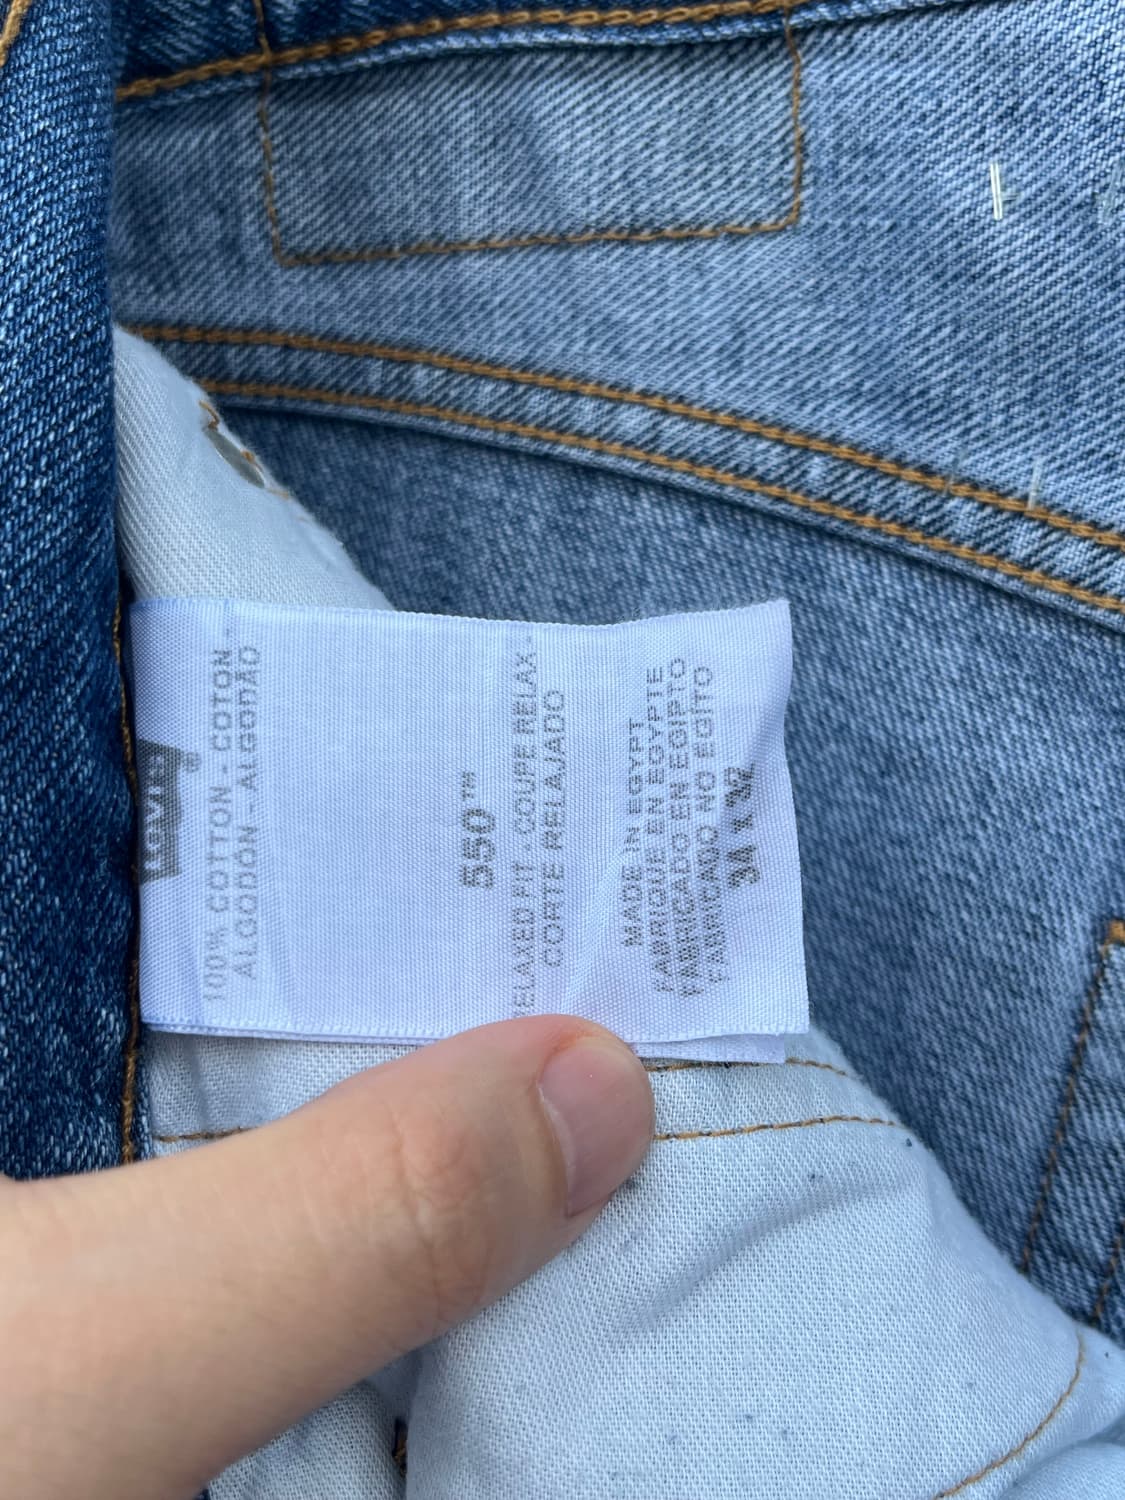 Levi's®
100% COTTON - COTON -
ALGODÓN - ALGODÃO
550™
RELAXED FIT - COUPE RELAX -
CORTE RELAJADO
MADE IN EGYPT
FABRIQUE EN EGYPTE
FABRICADO EN EGIPTO
FABRICADO NO EGITO
34 x 32